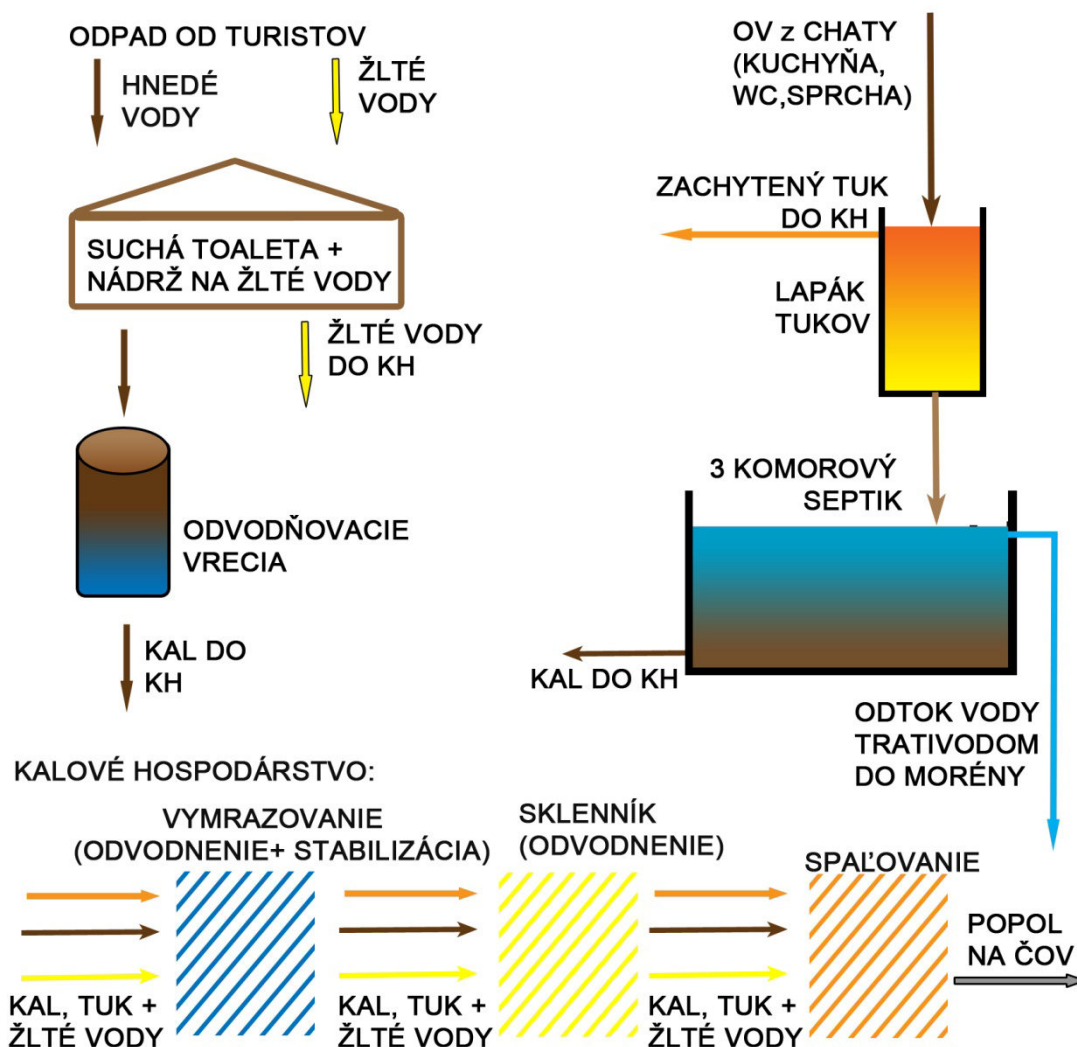 ODPAD OD TURISTOV
HNEDÉ
VODY
ŽLTÉ
VODY
SUCHÁ TOALETA +
NÁDRŽ NA ŽLTÉ VODY
ŽLTÉ VODY
DO KH
ODVODŇOVACIE
VRECIA
KAL DO
KH
OV z CHATY
(KUCHYŇA,
WC,SPRCHA)
ZACHYTENÝ TUK
DO KH
LAPÁK
TUKOV
3 KOMOROVÝ
SEPTIK
KAL DO KH
ODTOK VODY
TRATIVODOM
DO MORÉNY
KALOVÉ HOSPODÁRSTVO:
VYMRAZOVANIE
(ODVODNENIE+ STABILIZÁCIA)
SKLENNÍK
(ODVODNENIE)
SPAĽOVANIE
POPOL
NA ČOV
KAL, TUK +
ŽLTÉ VODY
KAL, TUK +
ŽLTÉ VODY
KAL, TUK +
ŽLTÉ VODY